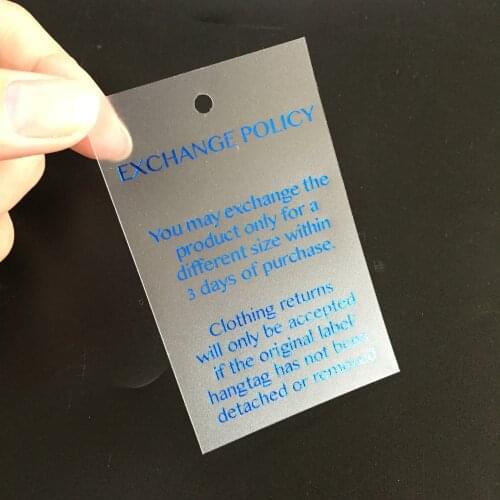 EXCHANGE POLICY
You may exchange the
product only for a
different size within
3 days of purchase.
Clothing returns
will only be accepted
if the original label/
hangtag has not been
detached or removed